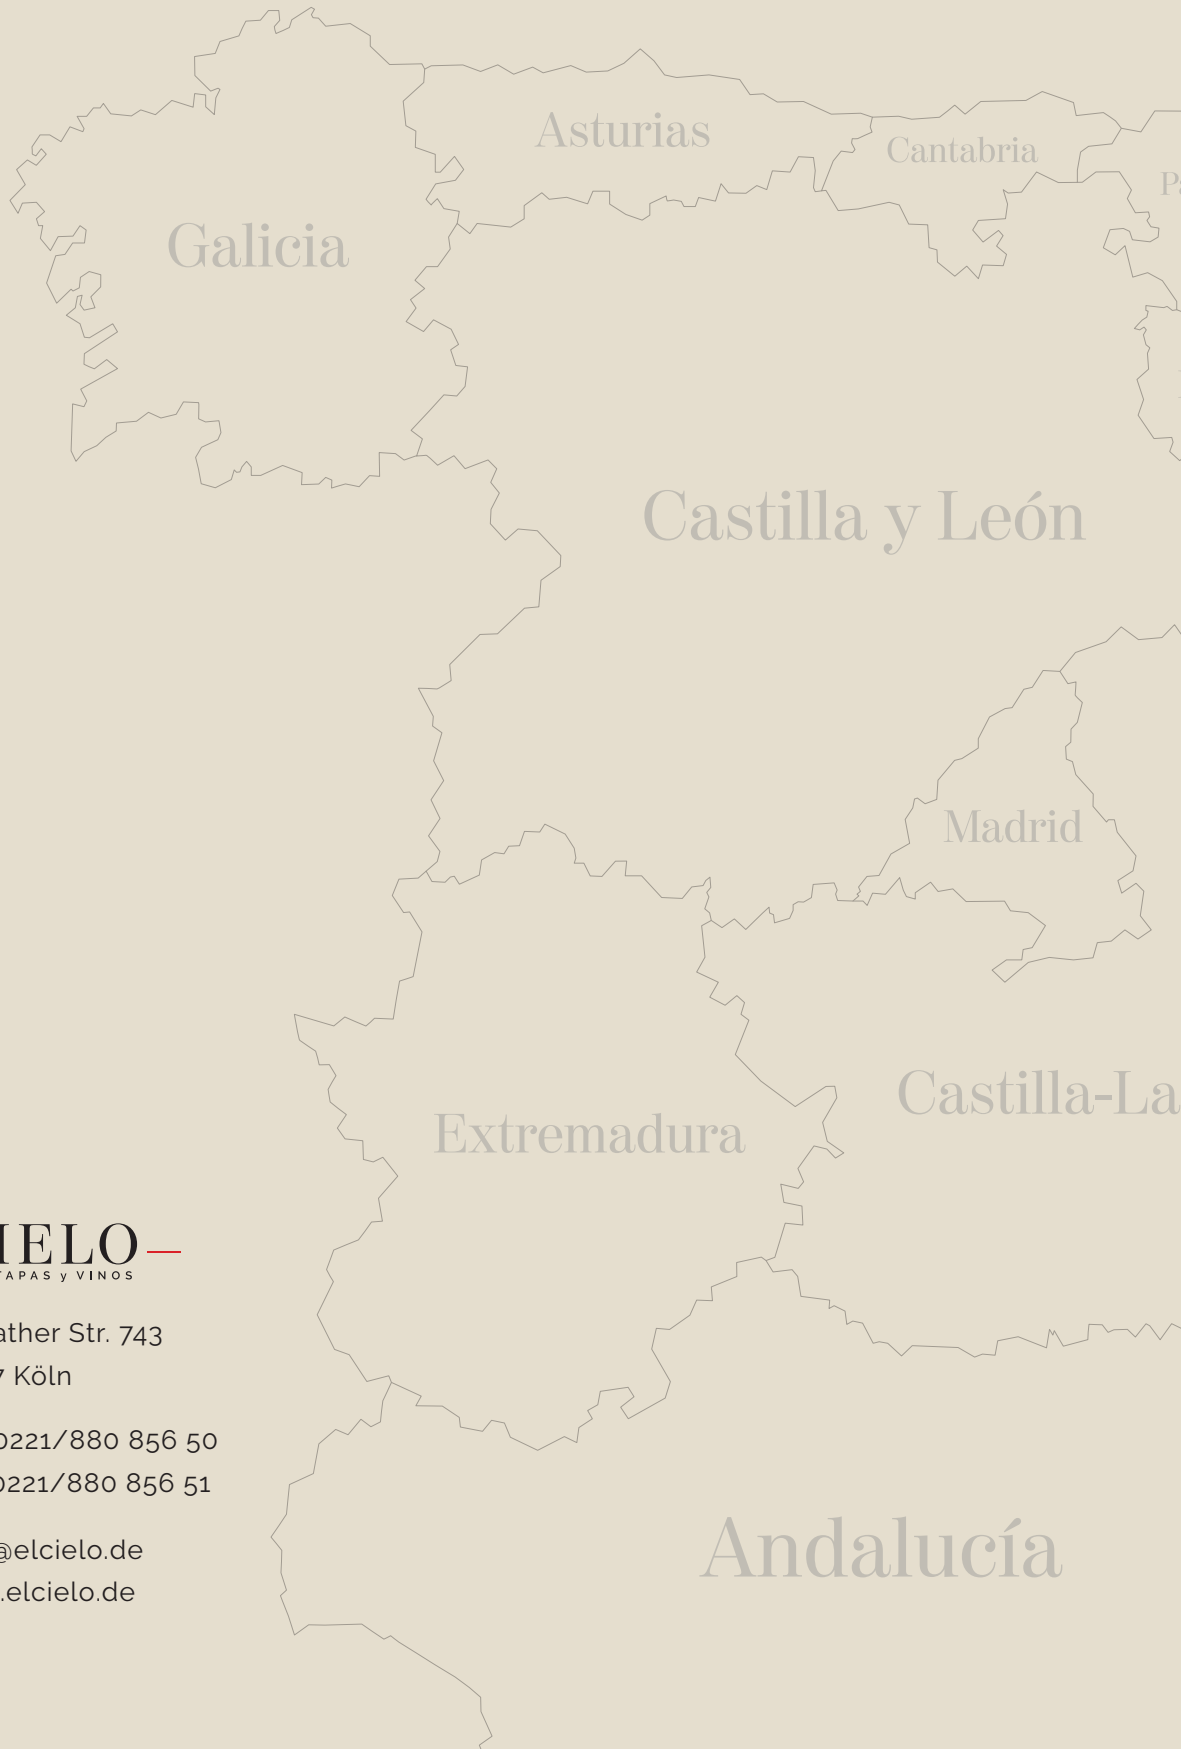 Asturias
Cantabria
Galicia
Castilla y León
Madrid
Castilla-La
Extremadura
IELO
TAPAS y VINOS
ather Str. 743
7 Köln
0221/880 856 50
0221/880 856 51
@elcielo.de
.elcielo.de
Andalucía